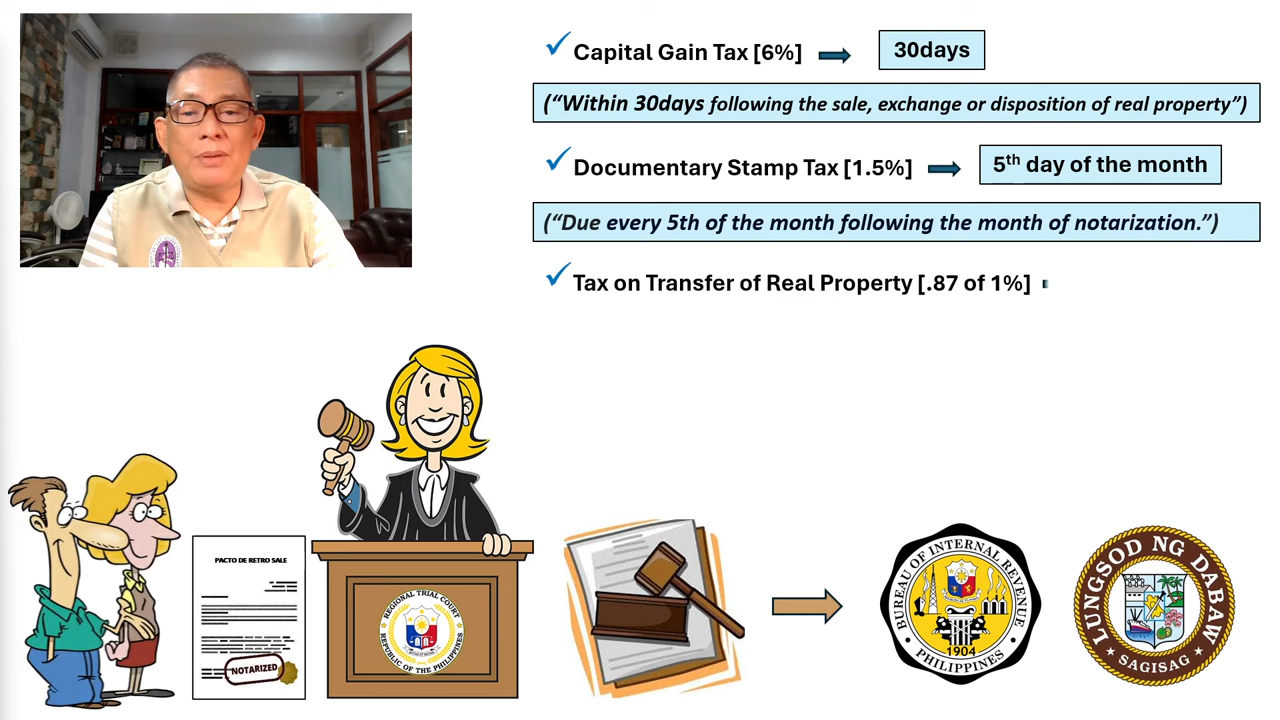 ✓Capital Gain Tax [6%]
30days
(“Within 30days following the sale, exchange or disposition of real property”)
✓Documentary Stamp Tax [1.5%]
5th day of the month
(“Due every 5th of the month following the month of notarization.”)
✓Tax on Transfer of Real Property [.87 of 1%]
PACTO DE RETRO SALE
NOTARIZED
REGIONAL TRIAL COURT
REPUBLIC OF THE PHILIPPINES
BUREAU OF INTERNAL REVENUE
1904
PHILIPPINES
LUNGSOD NG DABAW
SAGISAG